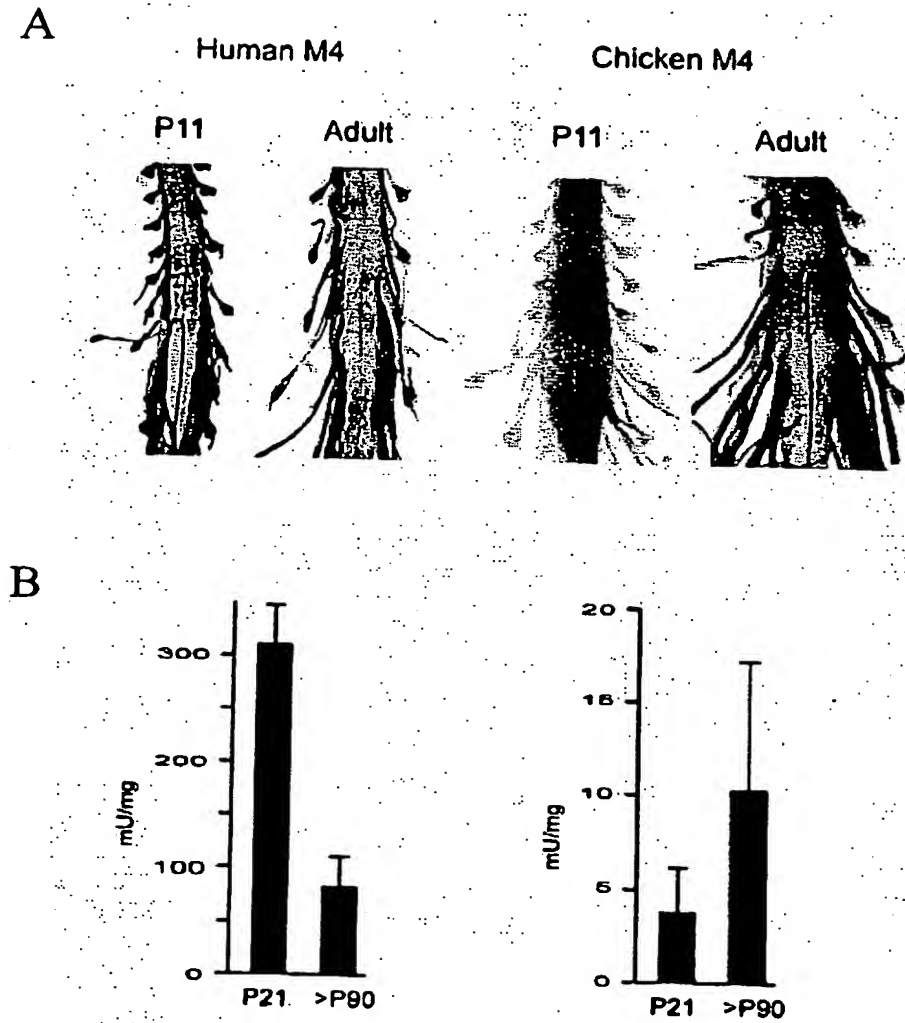 A
Human M4
Chicken M4
P11
Adult
P11
Adult
B
mU/mg
300
200
100
0
P21.
>P90
mU/mg
20
15
10
5
0
P21
>P90